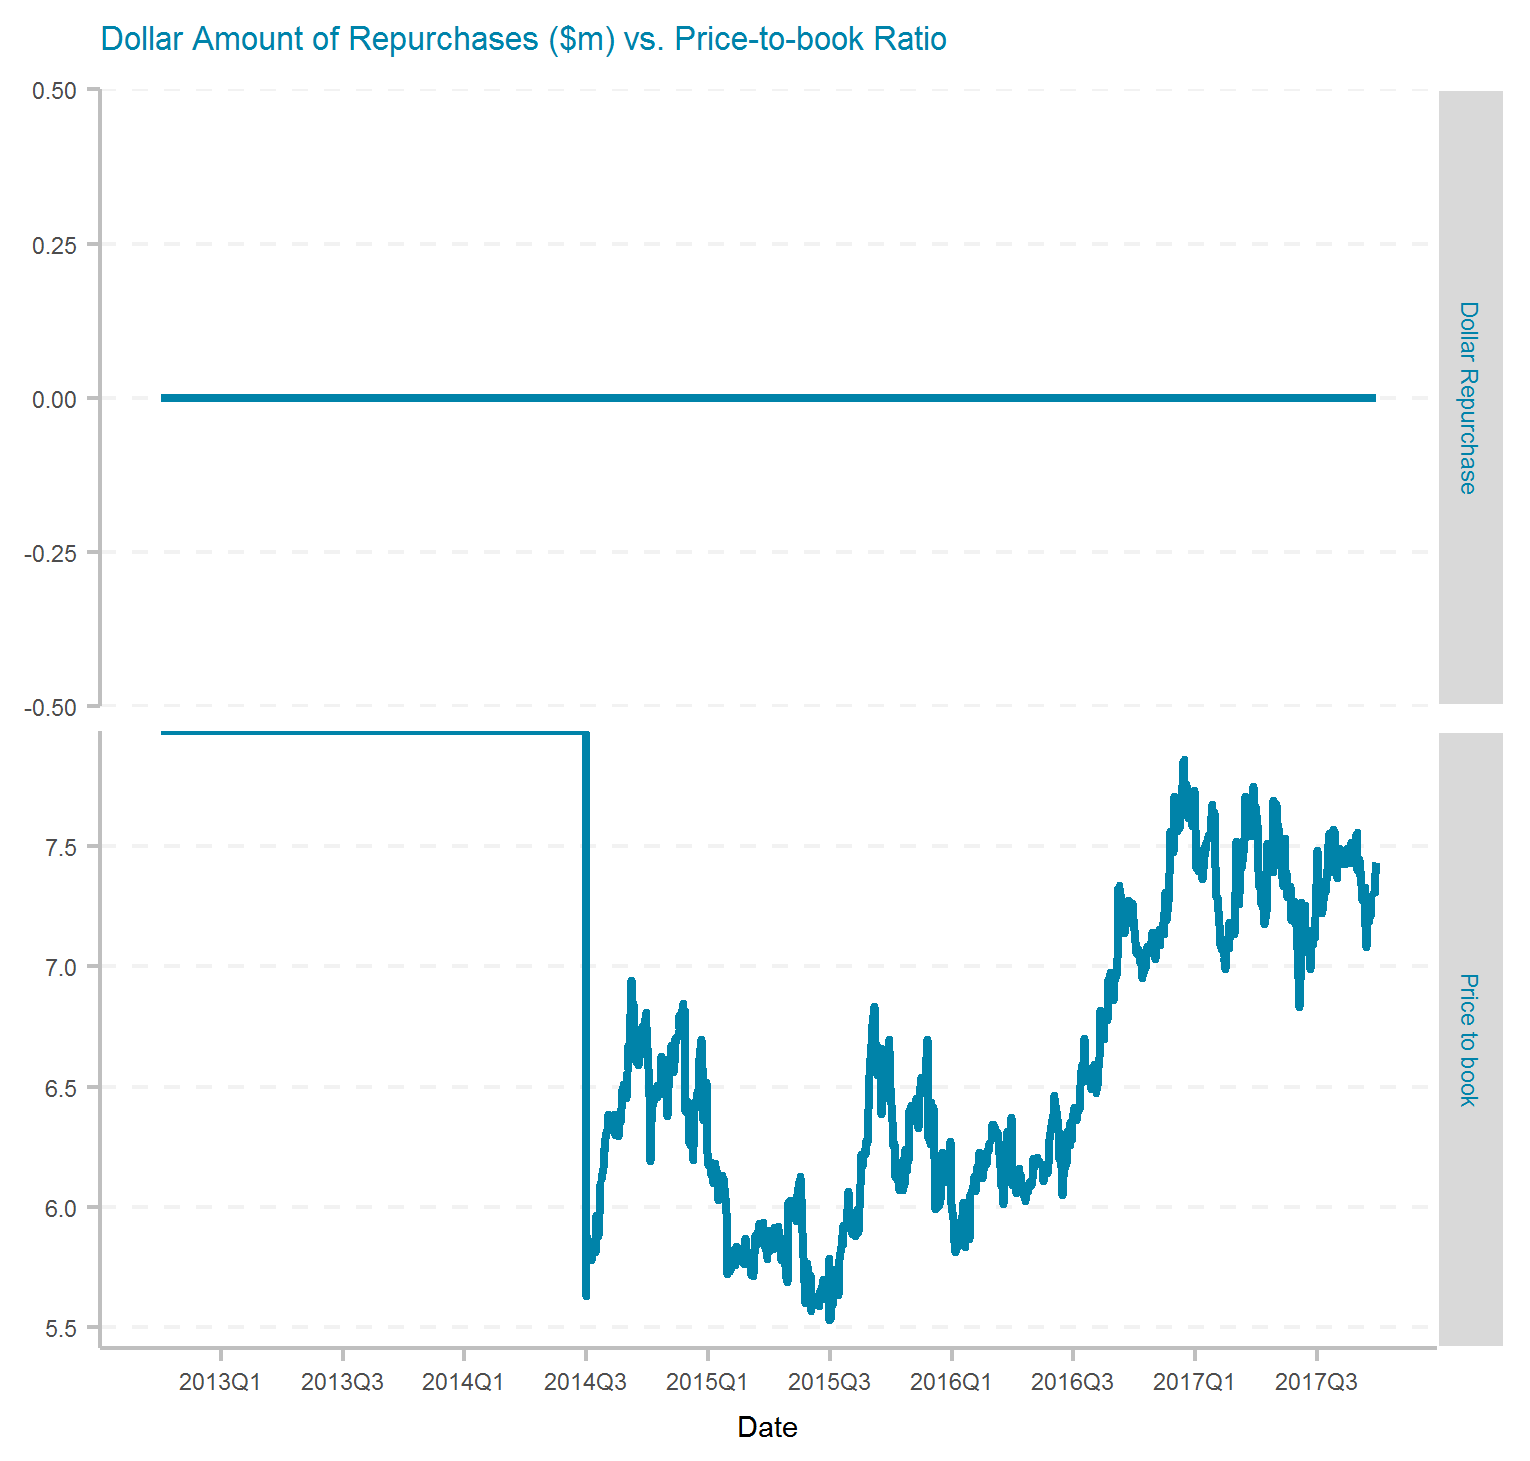 Dollar Amount of Repurchases ($m) vs. Price-to-book Ratio
0.50
0.25
0.00
-0.25
-0.50
Dollar Repurchase
7.5
7.0
6.5
6.0
5.5
Price to book
2013Q1 2013Q3 2014Q1 2014Q3 2015Q1 2015Q3 2016Q1 2016Q3 2017Q1 2017Q3
Date